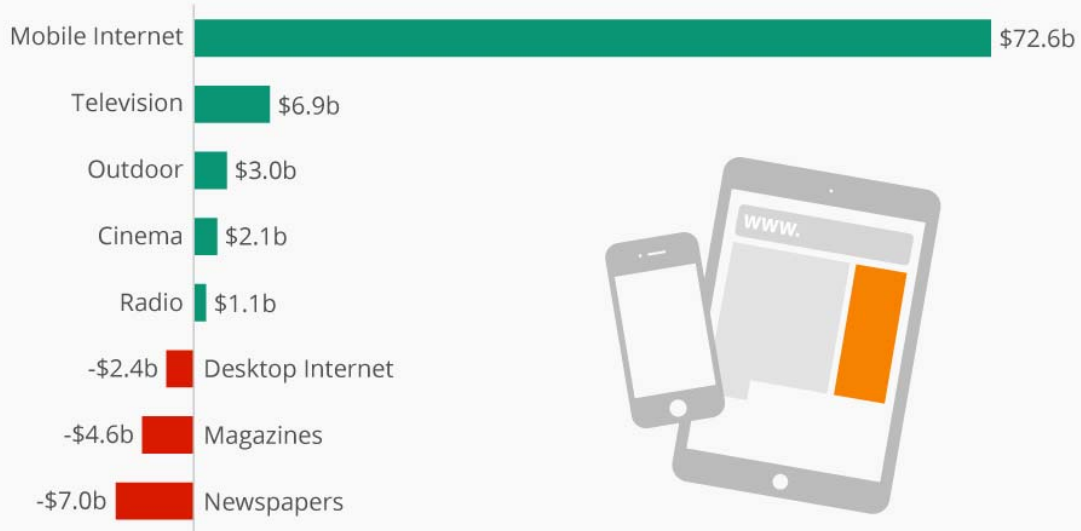 Mobile Internet $72.6b
Television $6.9b
Outdoor $3.0b
www.
Cinema $2.1b
Radio $1.1b
-$2.4b Desktop Internet
-$4.6b Magazines
-$7.0b Newspapers